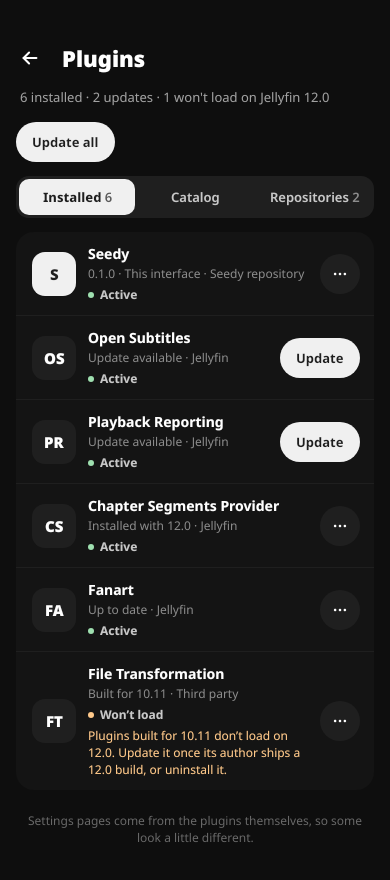 Plugins
6 installed · 2 updates · 1 won't load on Jellyfin 12.0
Update all
Installed 6
Catalog
Repositories 2
S
Seedy
0.1.0 · This interface · Seedy repository
Active
OS
Open Subtitles
Update available · Jellyfin
Active
Update
PR
Playback Reporting
Update available · Jellyfin
Active
Update
CS
Chapter Segments Provider
Installed with 12.0 · Jellyfin
Active
FA
Fanart
Up to date · Jellyfin
Active
FT
File Transformation
Built for 10.11 · Third party
Won’t load
Plugins built for 10.11 don’t load on
12.0. Update it once its author ships a
12.0 build, or uninstall it.
Settings pages come from the plugins themselves, so some
look a little different.